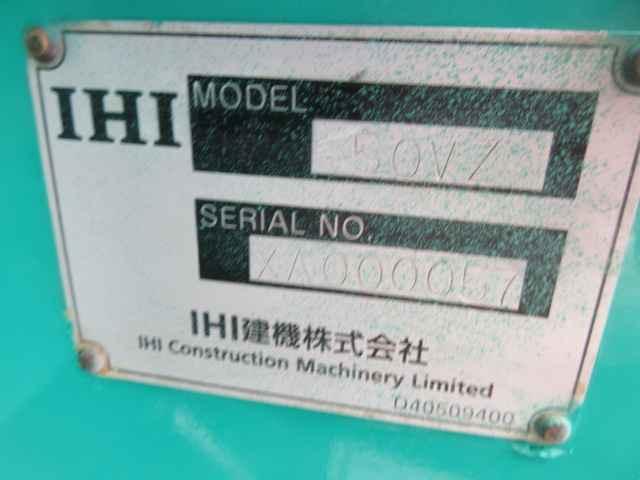 IHI
MODEL
50VZ
SERIAL NO.
XA000057
IHI建機株式会社
IHI Construction Machinery Limited
D40509400